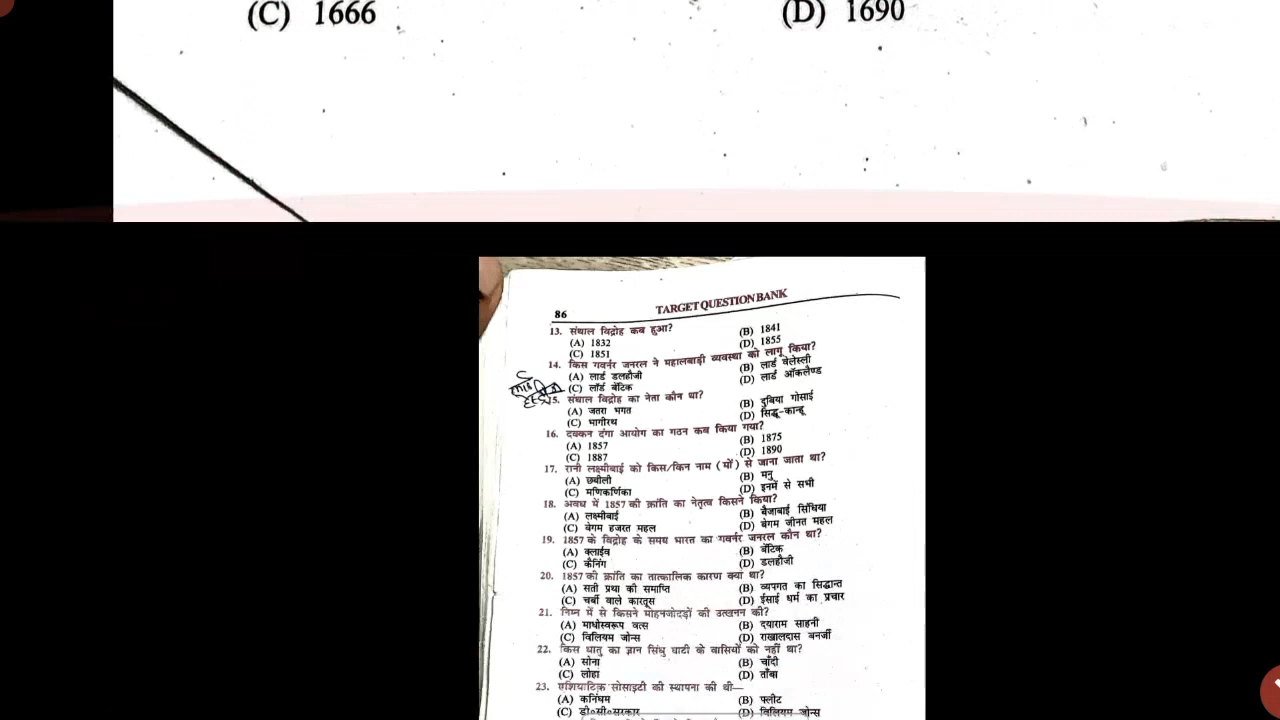 (C) 1666 (D) 1690
86 TARGET QUESTION BANK
13. संथाल विद्रोह कब हुआ?
(A) 1832 (B) 1841
(C) 1851 (D) 1855
14. किस गवर्नर जनरल ने महालबाड़ी व्यवस्था को लागू किया?
(A) लार्ड डलहौजी (B) लार्ड वेलेस्ली
(C) लॉर्ड बेंटिक (D) लार्ड ऑकलैण्ड
15. संथाल विद्रोह का नेता कौन था?
(A) जतरा भगत (B) दुबिया गोसाई
(C) भागीरथ (D) सिद्धू-कान्हू
16. दक्कन दंगा आयोग का गठन कब किया गया?
(A) 1857 (B) 1875
(C) 1887 (D) 1890
17. रानी लक्ष्मीबाई को किस/किन नाम (मों) से जाना जाता था?
(A) छबीली (B) मनु
(C) मणिकर्णिका (D) इनमें से सभी
18. अवध में 1857 की क्रांति का नेतृत्व किसने किया?
(A) लक्ष्मीबाई (B) बैजाबाई सिंधिया
(C) बेगम हजरत महल (D) बेगम जीनत महल
19. 1857 के विद्रोह के समय भारत का गवर्नर जनरल कौन था?
(A) क्लाईव (B) बेंटिक
(C) कैनिंग (D) डलहौजी
20. 1857 की क्रांति का तात्कालिक कारण क्या था?
(A) सती प्रथा की समाप्ति (B) व्यपगत का सिद्धान्त
(C) चर्बी वाले कारतूस (D) ईसाई धर्म का प्रचार
21. निम्न में से किसने मोहनजोदड़ों की उत्खनन की?
(A) माधोस्वरूप वत्स (B) दयाराम साहनी
(C) विलियम जोन्स (D) राखालदास बनर्जी
22. किस धातु का ज्ञान सिंधु घाटी के वासियों को नहीं था?
(A) सोना (B) चाँदी
(C) लोहा (D) ताँबा
23. एशियाटिक सोसाइटी की स्थापना की थी—
(A) कनिंघम (B) फ्लीट
(C) डी०सी०सरकार (D) विलियम जोन्स